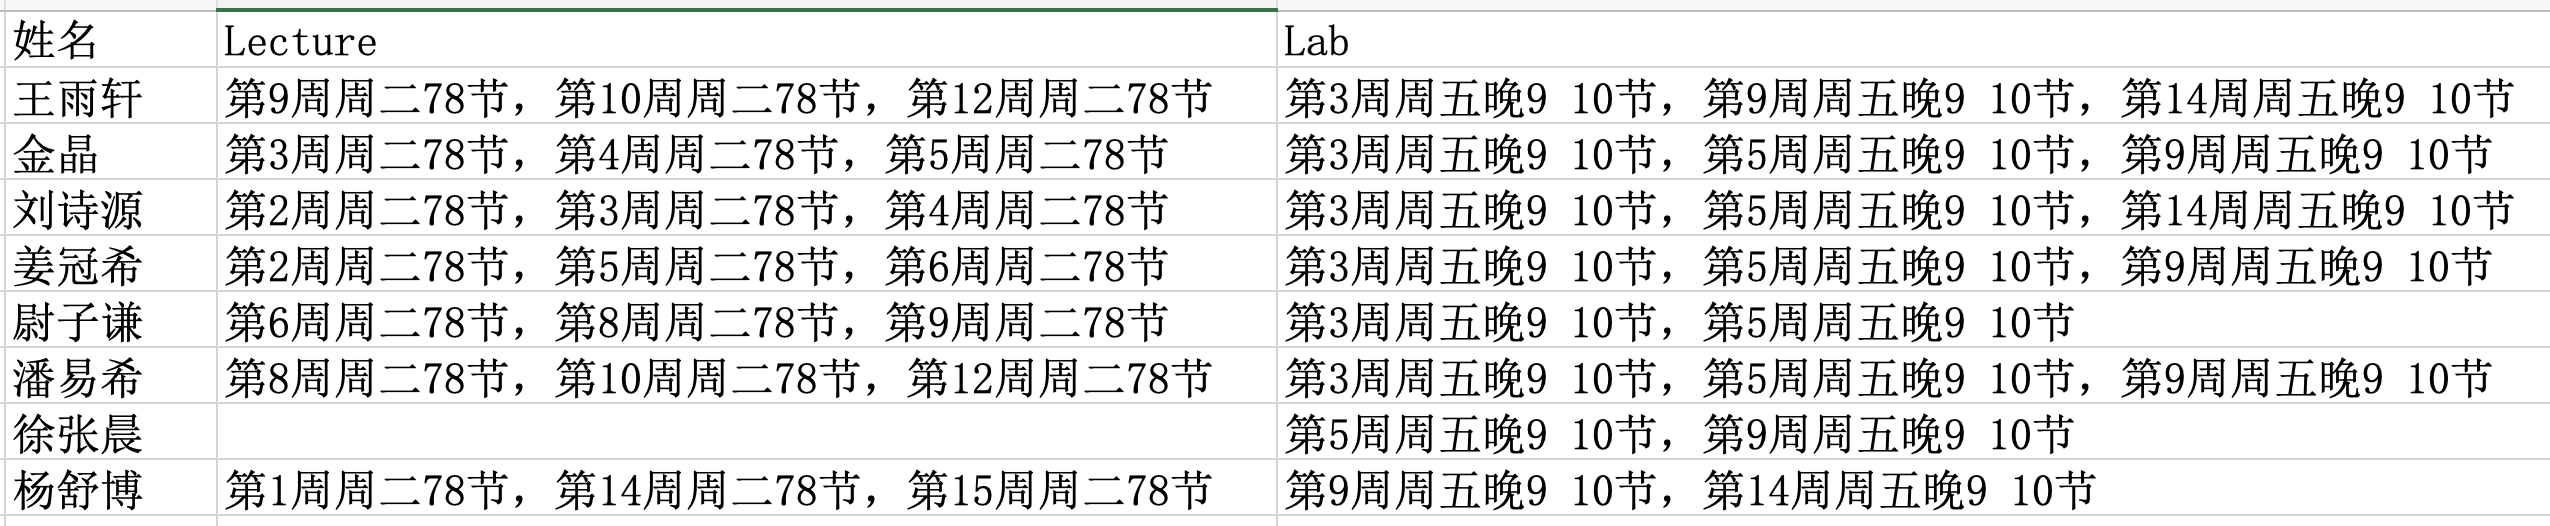 姓名 Lecture Lab
王雨轩 第9周周二78节，第10周周二78节，第12周周二78节 第3周周五晚9 10节，第9周周五晚9 10节，第14周周五晚9 10节
金晶 第3周周二78节，第4周周二78节，第5周周二78节 第3周周五晚9 10节，第5周周五晚9 10节，第9周周五晚9 10节
刘诗源 第2周周二78节，第3周周二78节，第4周周二78节 第3周周五晚9 10节，第5周周五晚9 10节，第14周周五晚9 10节
姜冠希 第2周周二78节，第5周周二78节，第6周周二78节 第3周周五晚9 10节，第5周周五晚9 10节，第9周周五晚9 10节
尉子谦 第6周周二78节，第8周周二78节，第9周周二78节 第3周周五晚9 10节，第5周周五晚9 10节
潘易希 第8周周二78节，第10周周二78节，第12周周二78节 第3周周五晚9 10节，第5周周五晚9 10节，第9周周五晚9 10节
徐张晨 第5周周五晚9 10节，第9周周五晚9 10节
杨舒博 第1周周二78节，第14周周二78节，第15周周二78节 第9周周五晚9 10节，第14周周五晚9 10节